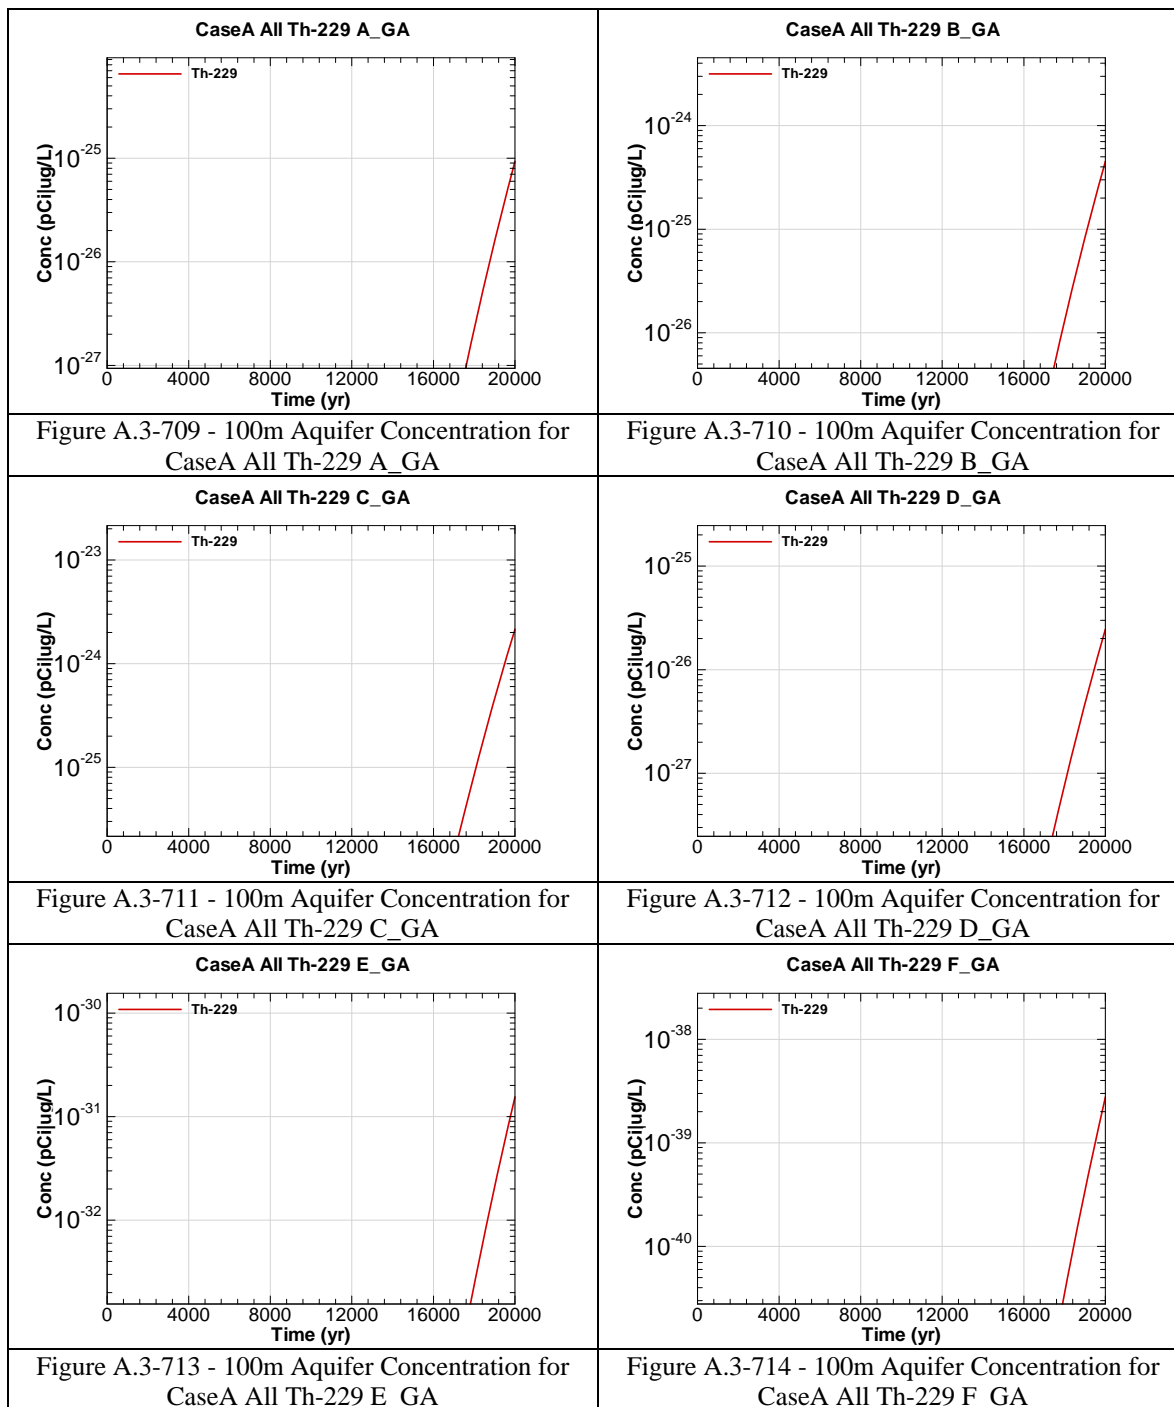 CaseA All Th-229 A_GA
Th-229
Conc (pCi|ug/L)
10-25
10-26
10-27
0 4000 8000 12000 16000 20000
Time (yr)
Figure A.3-709 - 100m Aquifer Concentration for
CaseA All Th-229 A_GA
CaseA All Th-229 B_GA
Th-229
Conc (pCi|ug/L)
10-24
10-25
10-26
0 4000 8000 12000 16000 20000
Time (yr)
Figure A.3-710 - 100m Aquifer Concentration for
CaseA All Th-229 B_GA
CaseA All Th-229 C_GA
Th-229
Conc (pCi|ug/L)
10-23
10-24
10-25
0 4000 8000 12000 16000 20000
Time (yr)
Figure A.3-711 - 100m Aquifer Concentration for
CaseA All Th-229 C_GA
CaseA All Th-229 D_GA
Th-229
Conc (pCi|ug/L)
10-25
10-26
10-27
0 4000 8000 12000 16000 20000
Time (yr)
Figure A.3-712 - 100m Aquifer Concentration for
CaseA All Th-229 D_GA
CaseA All Th-229 E_GA
Th-229
Conc (pCi|ug/L)
10-30
10-31
10-32
0 4000 8000 12000 16000 20000
Time (yr)
Figure A.3-713 - 100m Aquifer Concentration for
CaseA All Th-229 E_GA
CaseA All Th-229 F_GA
Th-229
Conc (pCi|ug/L)
10-38
10-39
10-40
0 4000 8000 12000 16000 20000
Time (yr)
Figure A.3-714 - 100m Aquifer Concentration for
CaseA All Th-229 F_GA